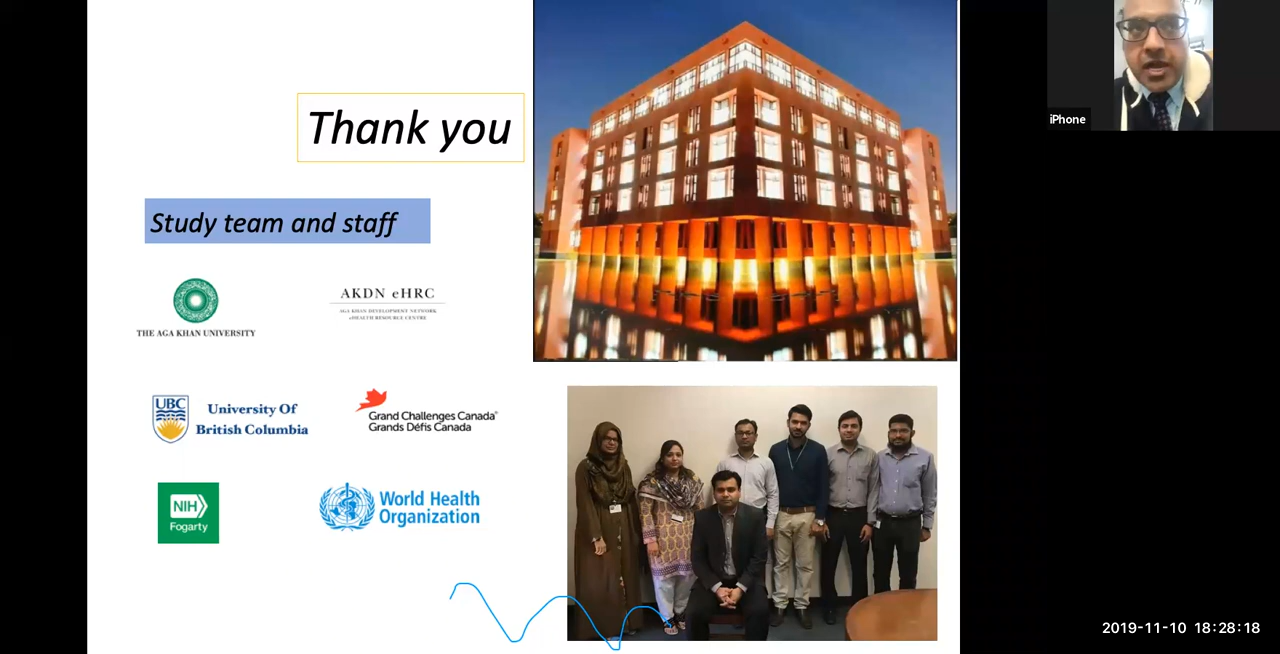 Thank you
Study team and staff
THE AGA KHAN UNIVERSITY
AKDN eHRC
AGA KHAN DEVELOPMENT NETWORK
eHEALTH RESOURCE CENTRE
UBC
University Of
British Columbia
Grand Challenges Canada®
Grands Défis Canada
NIH
Fogarty
World Health
Organization
iPhone
2019-11-10 18:28:18